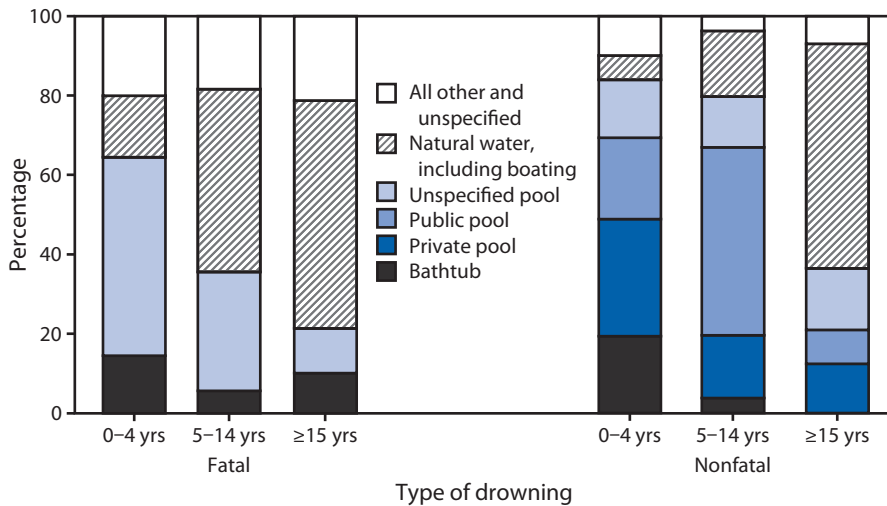 100
80
60
40
20
0
Percentage
All other and
unspecified
Natural water,
including boating
Unspecified pool
Public pool
Private pool
Bathtub
0–4 yrs
5–14 yrs
≥15 yrs
0–4 yrs
5–14 yrs
≥15 yrs
Fatal
Nonfatal
Type of drowning